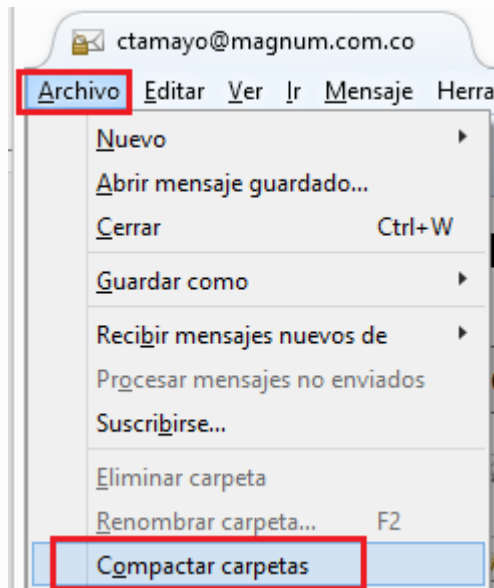 ctamayo@magnum.com.co
Archivo Editar Ver Ir Mensaje Herra
Nuevo
Abrir mensaje guardado...
Cerrar Ctrl+W
Guardar como
Recibir mensajes nuevos de
Procesar mensajes no enviados
Suscribirse...
Eliminar carpeta
Renombrar carpeta... F2
Compactar carpetas